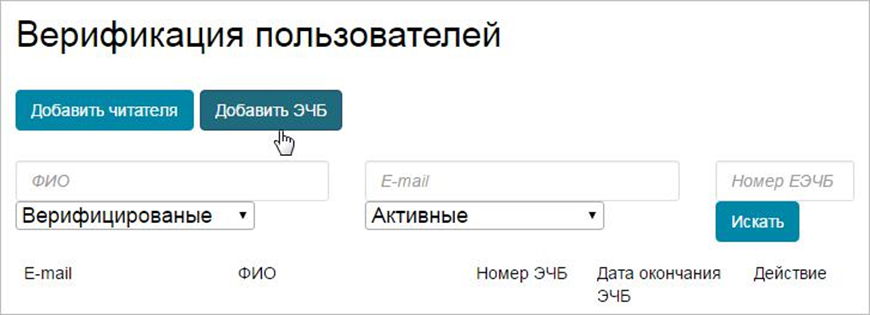 Верификация пользователей
Добавить читателя Добавить ЭЧБ
ФИО E-mail Номер ЕЭЧБ
Верифицированые Активные Искать
E-mail ФИО Номер ЭЧБ Дата окончания Действие
ЭЧБ